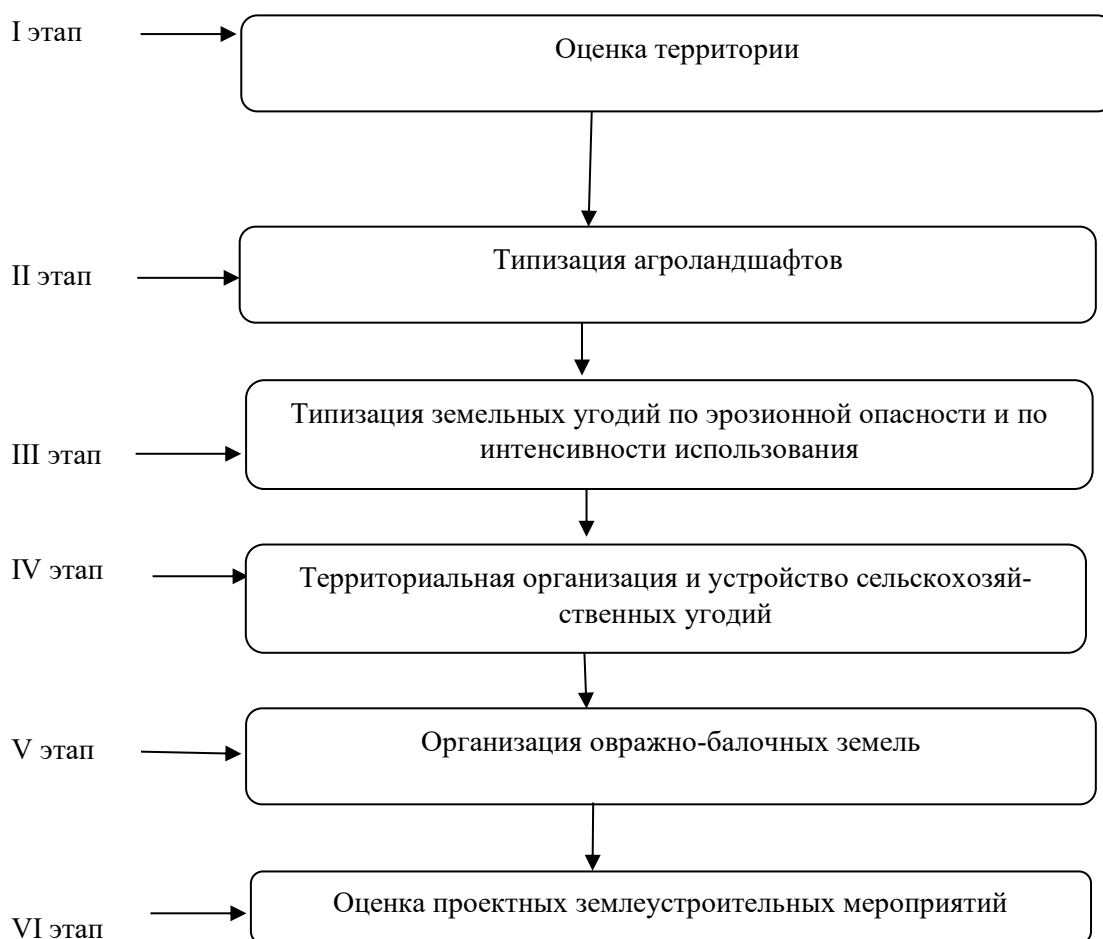 I этап
Оценка территории
II этап
Типизация агроландшафтов
III этап
Типизация земельных угодий по эрозионной опасности и по
интенсивности использования
IV этап
Территориальная организация и устройство сельскохозяй-
ственных угодий
V этап
Организация овражно-балочных земель
VI этап
Оценка проектных землеустроительных мероприятий